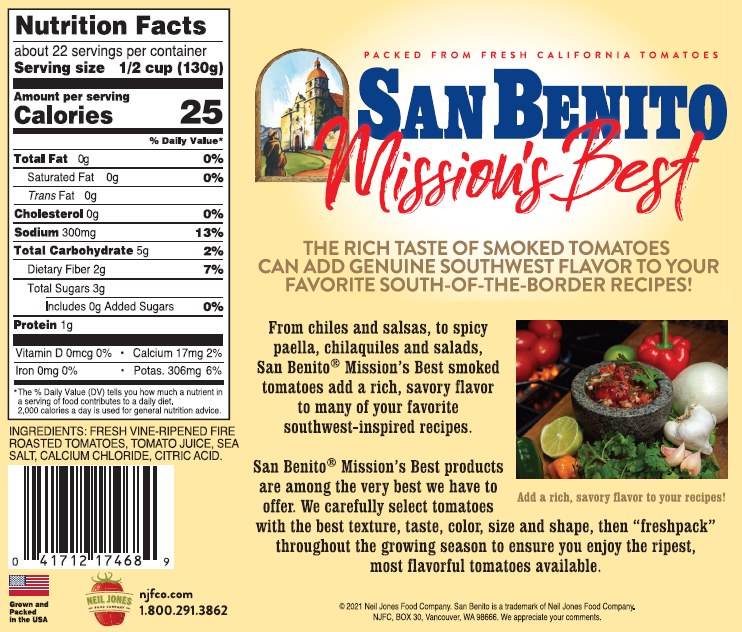 Nutrition Facts
about 22 servings per container
Serving size 1/2 cup (130g)
Amount per serving
Calories 25
% Daily Value*
Total Fat 0g 0%
Saturated Fat 0g 0%
Trans Fat 0g
Cholesterol 0g 0%
Sodium 300mg 13%
Total Carbohydrate 5g 2%
Dietary Fiber 2g 7%
Total Sugars 3g
Includes 0g Added Sugars 0%
Protein 1g
Vitamin D 0mcg 0% • Calcium 17mg 2%
Iron 0mg 0% • Potas. 306mg 6%
*The % Daily Value (DV) tells you how much a nutrient in
a serving of food contributes to a daily diet.
2,000 calories a day is used for general nutrition advice.
INGREDIENTS: FRESH VINE-RIPENED FIRE
ROASTED TOMATOES, TOMATO JUICE, SEA
SALT, CALCIUM CHLORIDE, CITRIC ACID.
0 41712 17468 9
Grown and
Packed
in the USA
NEIL JONES
FOOD COMPANY
njfco.com
1.800.291.3862
PACKED FROM FRESH CALIFORNIA TOMATOES
SAN BENITO
Mission's Best
THE RICH TASTE OF SMOKED TOMATOES
CAN ADD GENUINE SOUTHWEST FLAVOR TO YOUR
FAVORITE SOUTH-OF-THE-BORDER RECIPES!
From chiles and salsas, to spicy
paella, chilaquiles and salads,
San Benito® Mission's Best smoked
tomatoes add a rich, savory flavor
to many of your favorite
southwest-inspired recipes.
Add a rich, savory flavor to your recipes!
San Benito® Mission's Best products
are among the very best we have to
offer. We carefully select tomatoes
with the best texture, taste, color, size and shape, then “freshpack”
throughout the growing season to ensure you enjoy the ripest,
most flavorful tomatoes available.
© 2021 Neil Jones Food Company. San Benito is a trademark of Neil Jones Food Company.
NJFC, BOX 30, Vancouver, WA 98666. We appreciate your comments.